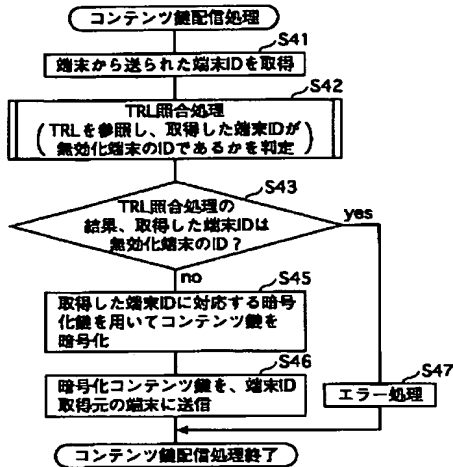 コンテンツ鍵配信処理
S41
端末から送られた端末IDを取得
S42
TRL照合処理
(TRLを参照し、取得した端末IDが
無効化端末のIDであるかを判定)
S43
TRL照合処理の
結果、取得した端末IDは
無効化端末のID?
yes
no
S45
取得した端末IDに対応する暗号
化鍵を用いてコンテンツ鍵を
暗号化
S46
暗号化コンテンツ鍵を、端末ID
取得元の端末に送信
S47
エラー処理
コンテンツ鍵配信処理終了